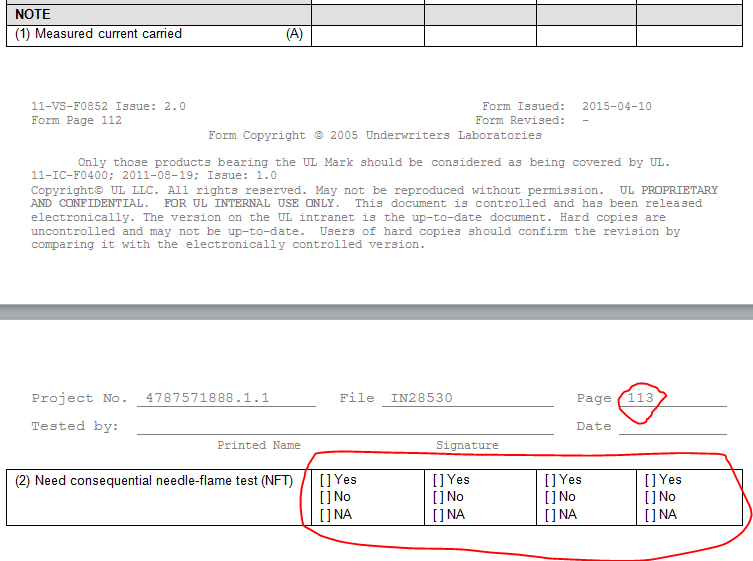 NOTE
(1) Measured current carried (A)
11-VS-F0852 Issue: 2.0 Form Issued: 2015-04-10
Form Page 112 Form Revised: –
Form Copyright © 2005 Underwriters Laboratories
Only those products bearing the UL Mark should be considered as being covered by UL.
11-IC-F0400; 2011-08-19; Issue: 1.0
Copyright© UL LLC. All rights reserved. May not be reproduced without permission. UL PROPRIETARY
AND CONFIDENTIAL. FOR UL INTERNAL USE ONLY. This document is controlled and has been released
electronically. The version on the UL intranet is the up-to-date document. Hard copies are
uncontrolled and may not be up-to-date. Users of hard copies should confirm the revision by
comparing it with the electronically controlled version.
Project No. 4787571888.1.1 File IN28530 Page 113
Tested by: Date
Printed Name Signature
(2) Need consequential needle-flame test (NFT) [ ] Yes [ ] Yes [ ] Yes [ ] Yes
[ ] No [ ] No [ ] No [ ] No
[ ] NA [ ] NA [ ] NA [ ] NA